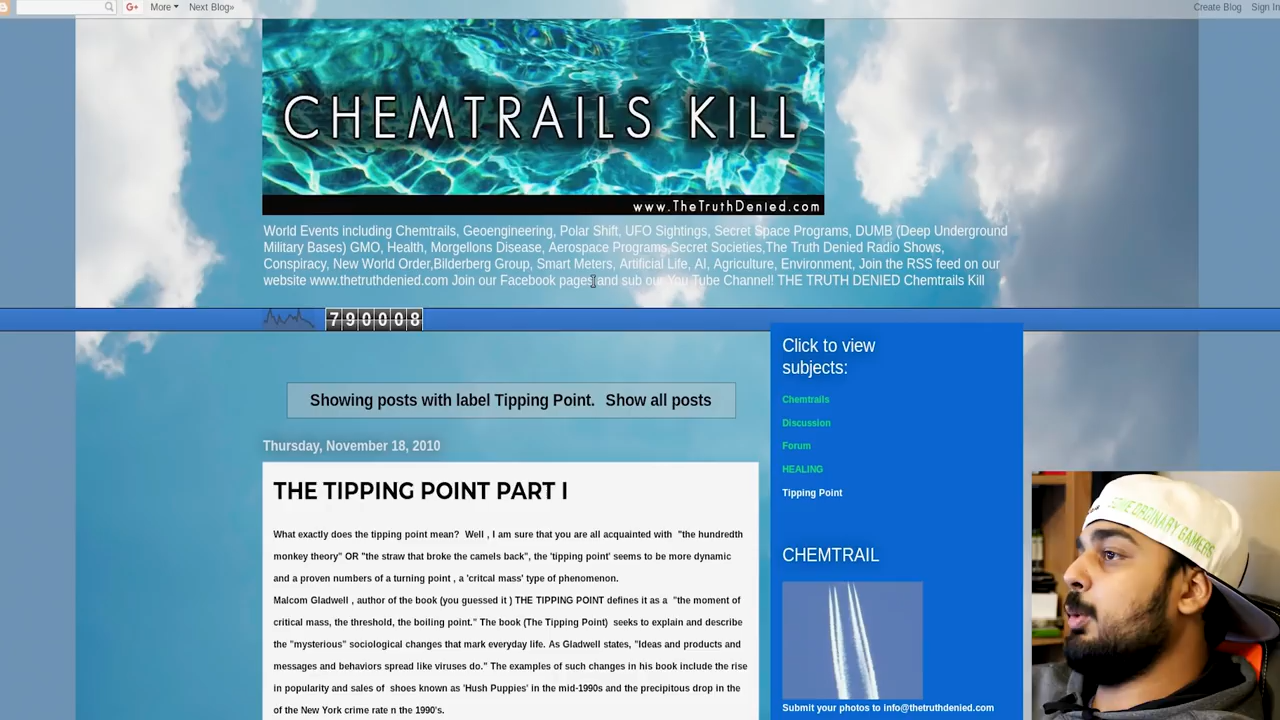 More
Next Blog»
Create Blog
Sign In
CHEMTRAILS KILL
www.TheTruthDenied.com
World Events including Chemtrails, Geoengineering, Polar Shift, UFO Sightings, Secret Space Programs, DUMB (Deep Underground
Military Bases) GMO, Health, Morgellons Disease, Aerospace Programs,Secret Societies,The Truth Denied Radio Shows,
Conspiracy, New World Order,Bilderberg Group, Smart Meters, Artificial Life, AI, Agriculture, Environment, Join the RSS feed on our
website www.thetruthdenied.com Join our Facebook pages and sub our You Tube Channel! THE TRUTH DENIED Chemtrails Kill
790008
Showing posts with label Tipping Point. Show all posts
Thursday, November 18, 2010
THE TIPPING POINT PART I
What exactly does the tipping point mean? Well , I am sure that you are all acquainted with "the hundredth
monkey theory" OR "the straw that broke the camels back", the 'tipping point' seems to be more dynamic
and a proven numbers of a turning point , a 'critcal mass' type of phenomenon.
Malcom Gladwell , author of the book (you guessed it ) THE TIPPING POINT defines it as a "the moment of
critical mass, the threshold, the boiling point." The book (The Tipping Point) seeks to explain and describe
the "mysterious" sociological changes that mark everyday life. As Gladwell states, "Ideas and products and
messages and behaviors spread like viruses do." The examples of such changes in his book include the rise
in popularity and sales of shoes known as 'Hush Puppies' in the mid-1990s and the precipitous drop in the
of the New York crime rate n the 1990's.
Click to view
subjects:
Chemtrails
Discussion
Forum
HEALING
Tipping Point
CHEMTRAIL
Submit your photos to info@thetruthdenied.com
SOME ORDINARY GAMERS